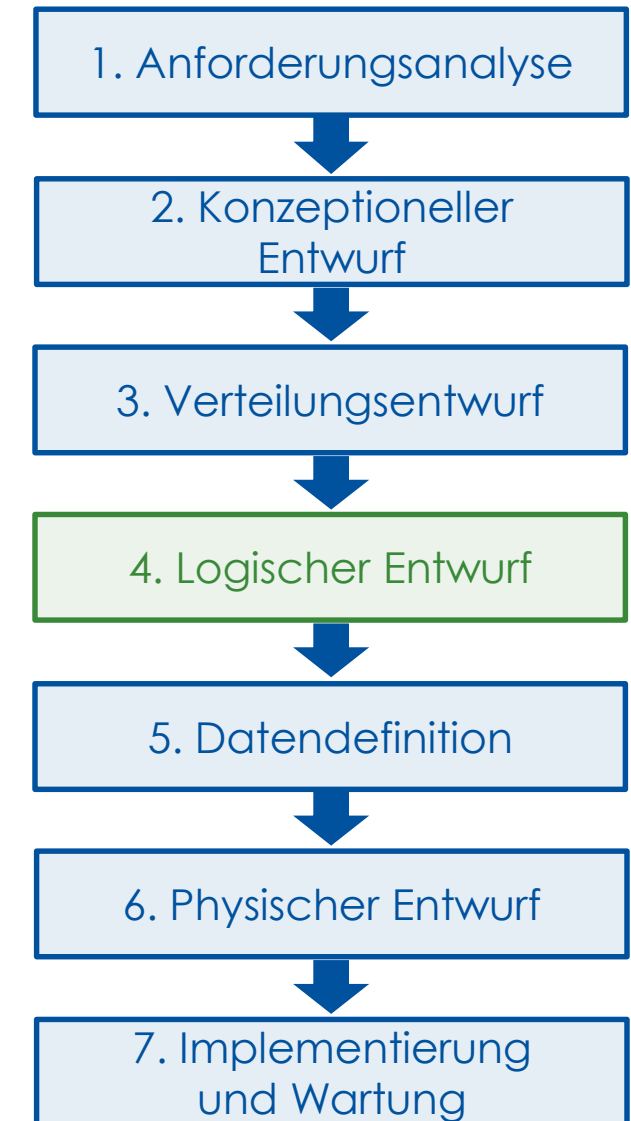 1. Anforderungsanalyse
2. Konzeptioneller
Entwurf
3. Verteilungsentwurf
4. Logischer Entwurf
5. Datendefinition
6. Physischer Entwurf
7. Implementierung
und Wartung